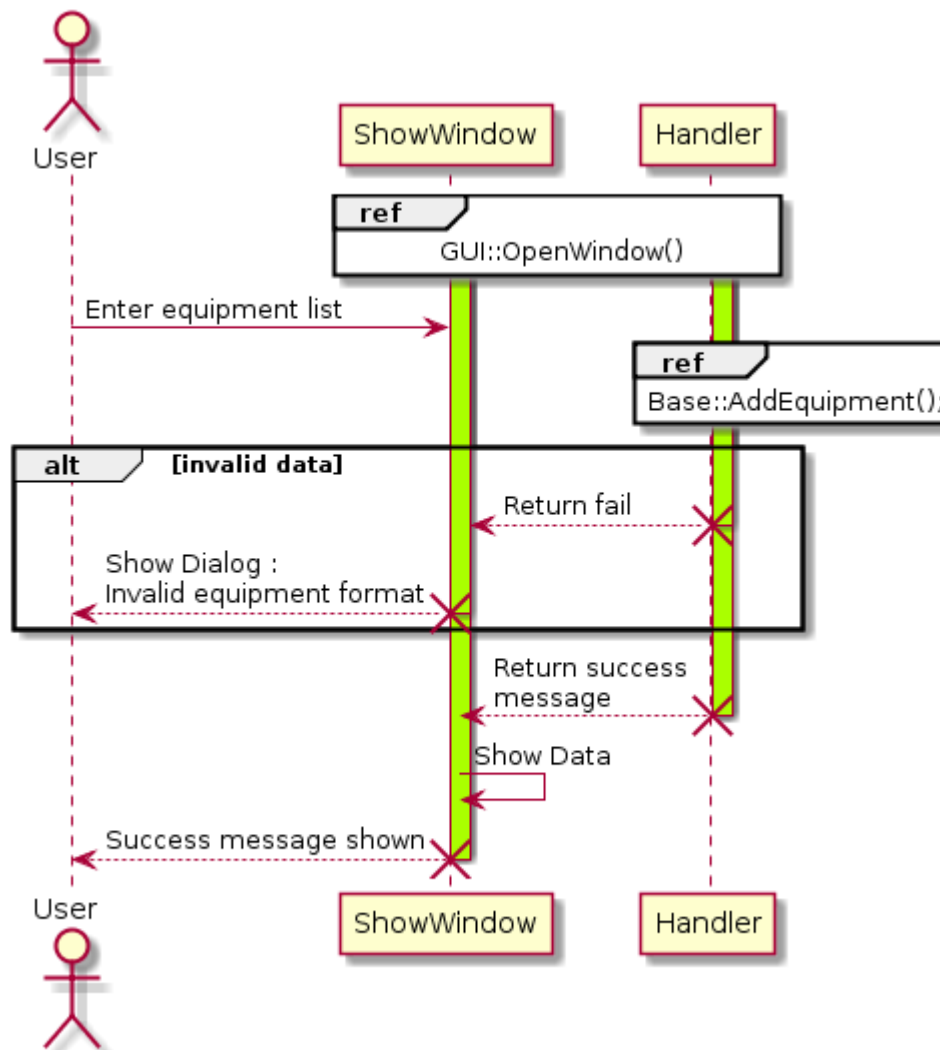 User
ShowWindow
Handler
ref
GUI::OpenWindow()
Enter equipment list
ref
Base::AddEquipment();
alt
[invalid data]
Return fail
Show Dialog :
Invalid equipment format
Return success
message
Show Data
Success message shown
User
ShowWindow
Handler